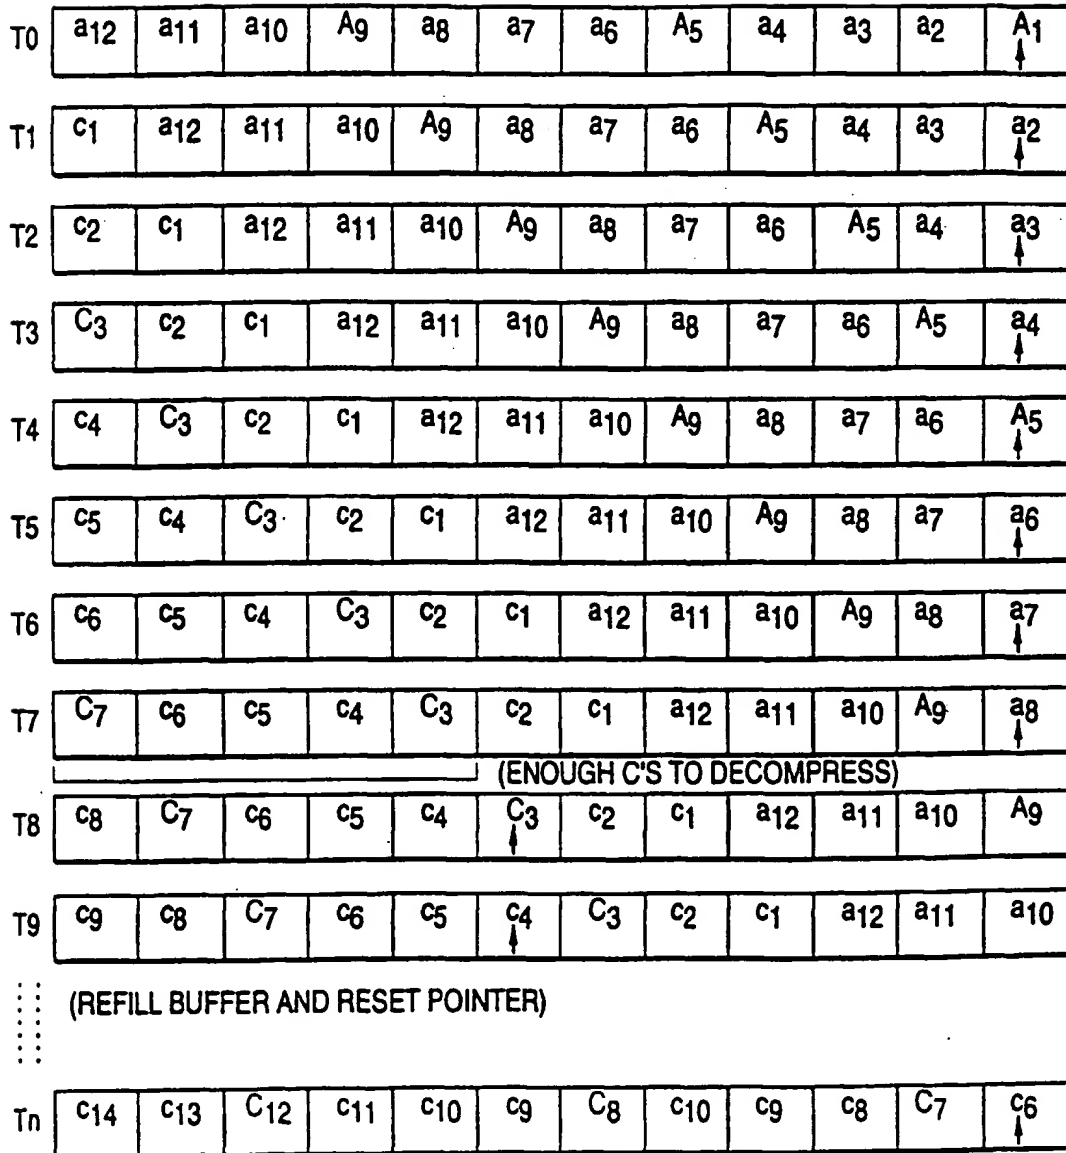 T0 a12 a11 a10 A9 a8 a7 a6 A5 a4 a3 a2 A1
T1 c1 a12 a11 a10 A9 a8 a7 a6 A5 a4 a3 a2
T2 c2 c1 a12 a11 a10 A9 a8 a7 a6 A5 a4 a3
T3 C3 c2 c1 a12 a11 a10 A9 a8 a7 a6 A5 a4
T4 c4 C3 c2 c1 a12 a11 a10 A9 a8 a7 a6 A5
T5 c5 c4 C3 c2 c1 a12 a11 a10 A9 a8 a7 a6
T6 c6 c5 c4 C3 c2 c1 a12 a11 a10 A9 a8 a7
T7 C7 c6 c5 c4 C3 c2 c1 a12 a11 a10 A9 a8
(ENOUGH C'S TO DECOMPRESS)
T8 c8 C7 c6 c5 c4 C3 c2 c1 a12 a11 a10 A9
T9 c9 c8 C7 c6 c5 c4 C3 c2 c1 a12 a11 a10
(REFILL BUFFER AND RESET POINTER)
Tn c14 c13 C12 c11 c10 c9 C8 c10 c9 c8 C7 c6